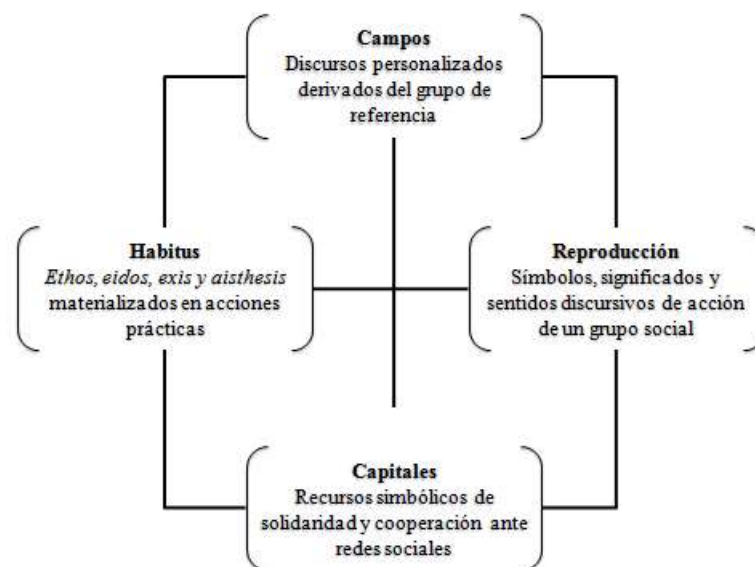 Campos
Discursos personalizados
derivados del grupo de
referencia
Habitus
Ethos, eidos, exis y aisthesis
materializados en acciones
prácticas
Reproducción
Símbolos, significados y
sentidos discursivos de acción
de un grupo social
Capitales
Recursos simbólicos de
solidaridad y cooperación ante
redes sociales